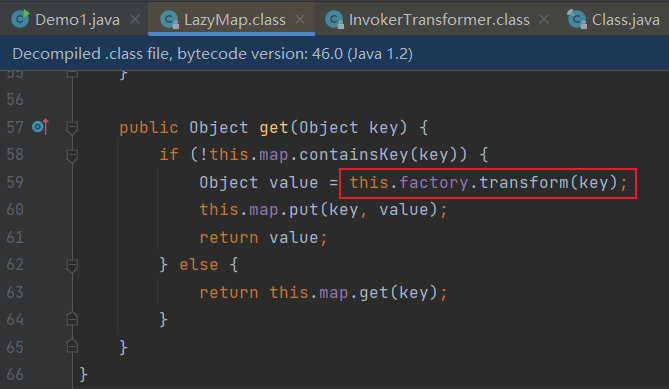 Demo1.java
LazyMap.class
InvokerTransformer.class
Class.java
Decompiled .class file, bytecode version: 46.0 (Java 1.2)
55 }
56
57 public Object get(Object key) {
58 if (!this.map.containsKey(key)) {
59 Object value = this.factory.transform(key);
60 this.map.put(key, value);
61 return value;
62 } else {
63 return this.map.get(key);
64 }
65 }
66 }